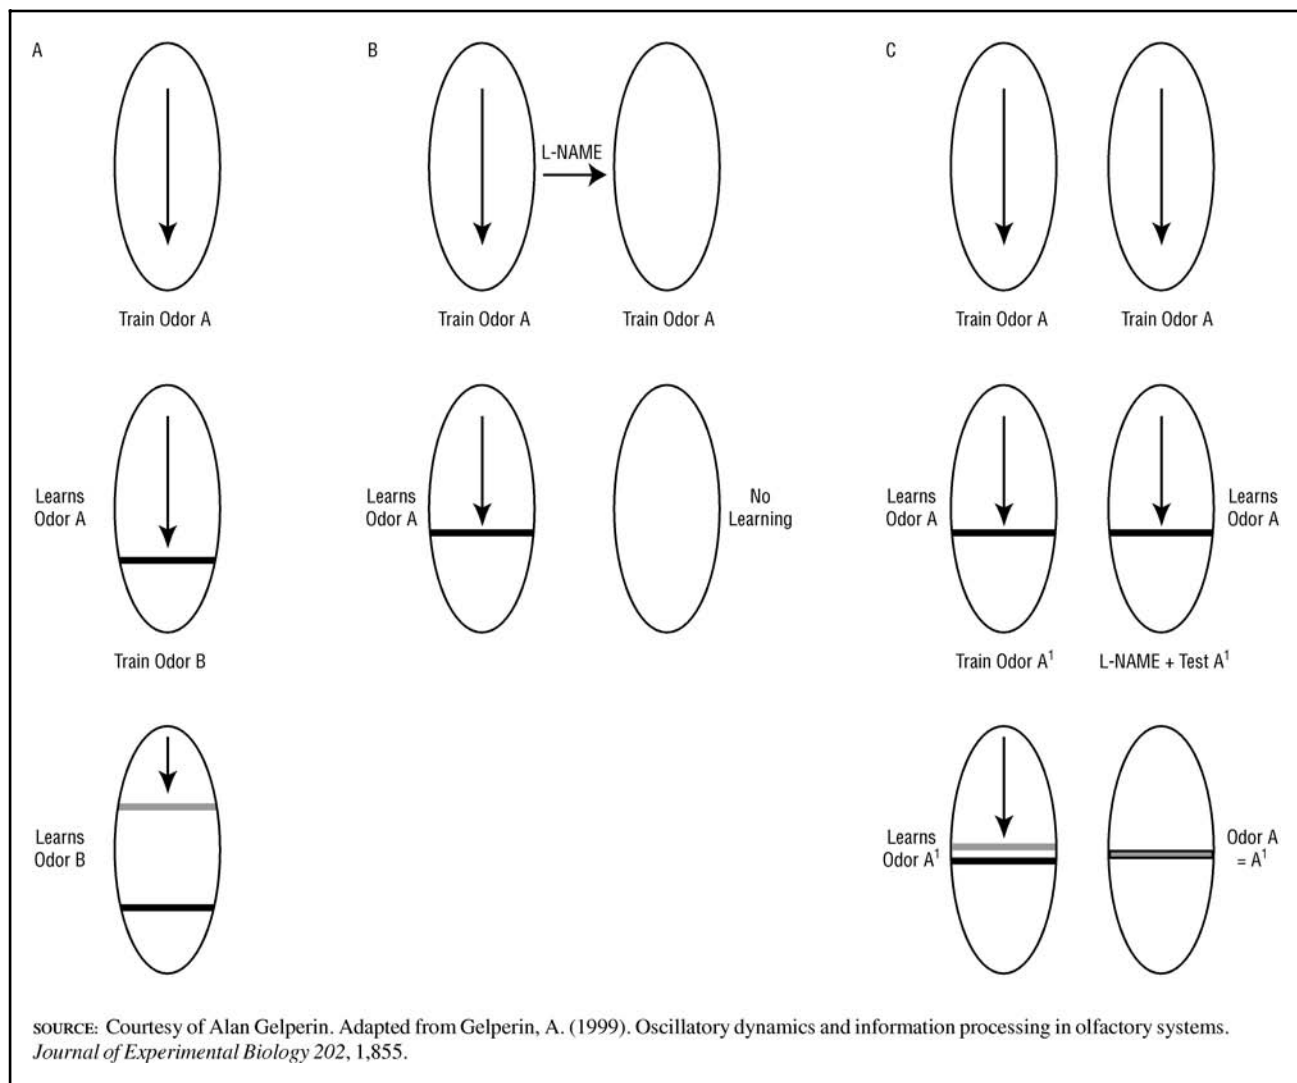 A
B
C
L-NAME
Train Odor A
Train Odor A
Train Odor A
Train Odor A
Train Odor A
Learns
Odor A
Learns
Odor A
No
Learning
Learns
Odor A
Learns
Odor A
Train Odor B
Train Odor A¹
L-NAME + Test A¹
Learns
Odor B
Learns
Odor A¹
Odor A
= A¹
SOURCE: Courtesy of Alan Gelperin. Adapted from Gelperin, A. (1999). Oscillatory dynamics and information processing in olfactory systems.
Journal of Experimental Biology 202, 1,855.